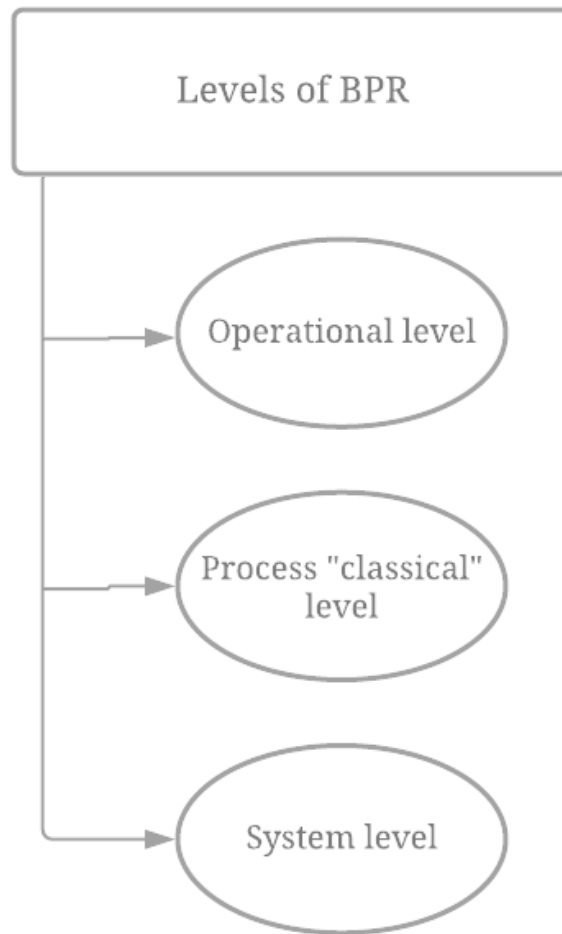 Levels of BPR
Operational level
Process "classical"
level
System level